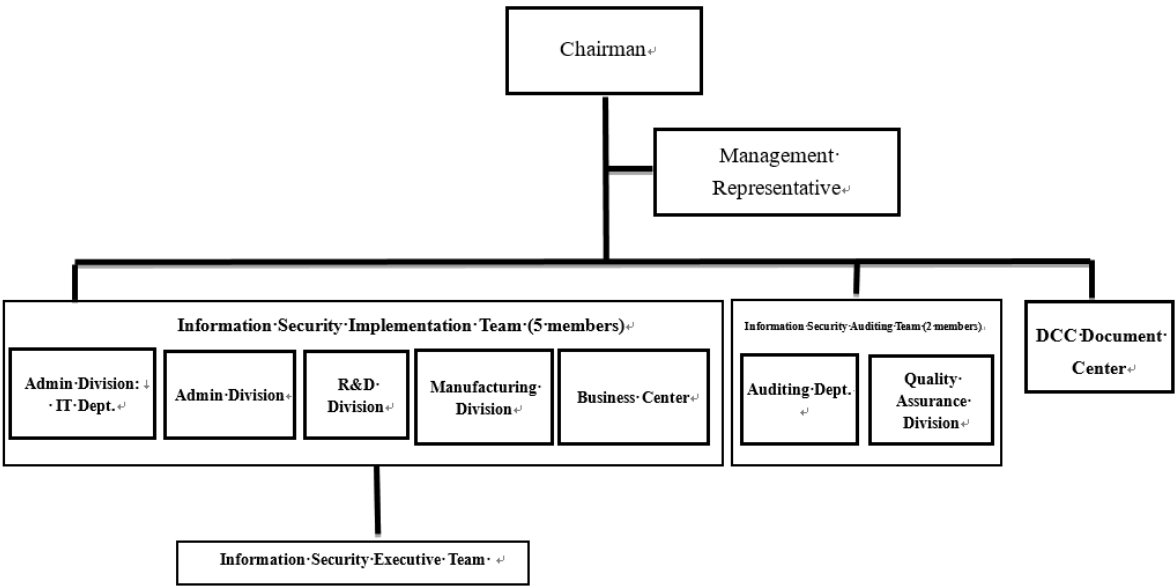 Chairman
Management
Representative
Information Security Implementation Team (5 members)
Admin Division:
IT Dept.
Admin Division
R&D
Division
Manufacturing
Division
Business Center
Information Security Auditing Team (2 members)
Auditing Dept.
Quality
Assurance
Division
DCC Document
Center
Information Security Executive Team